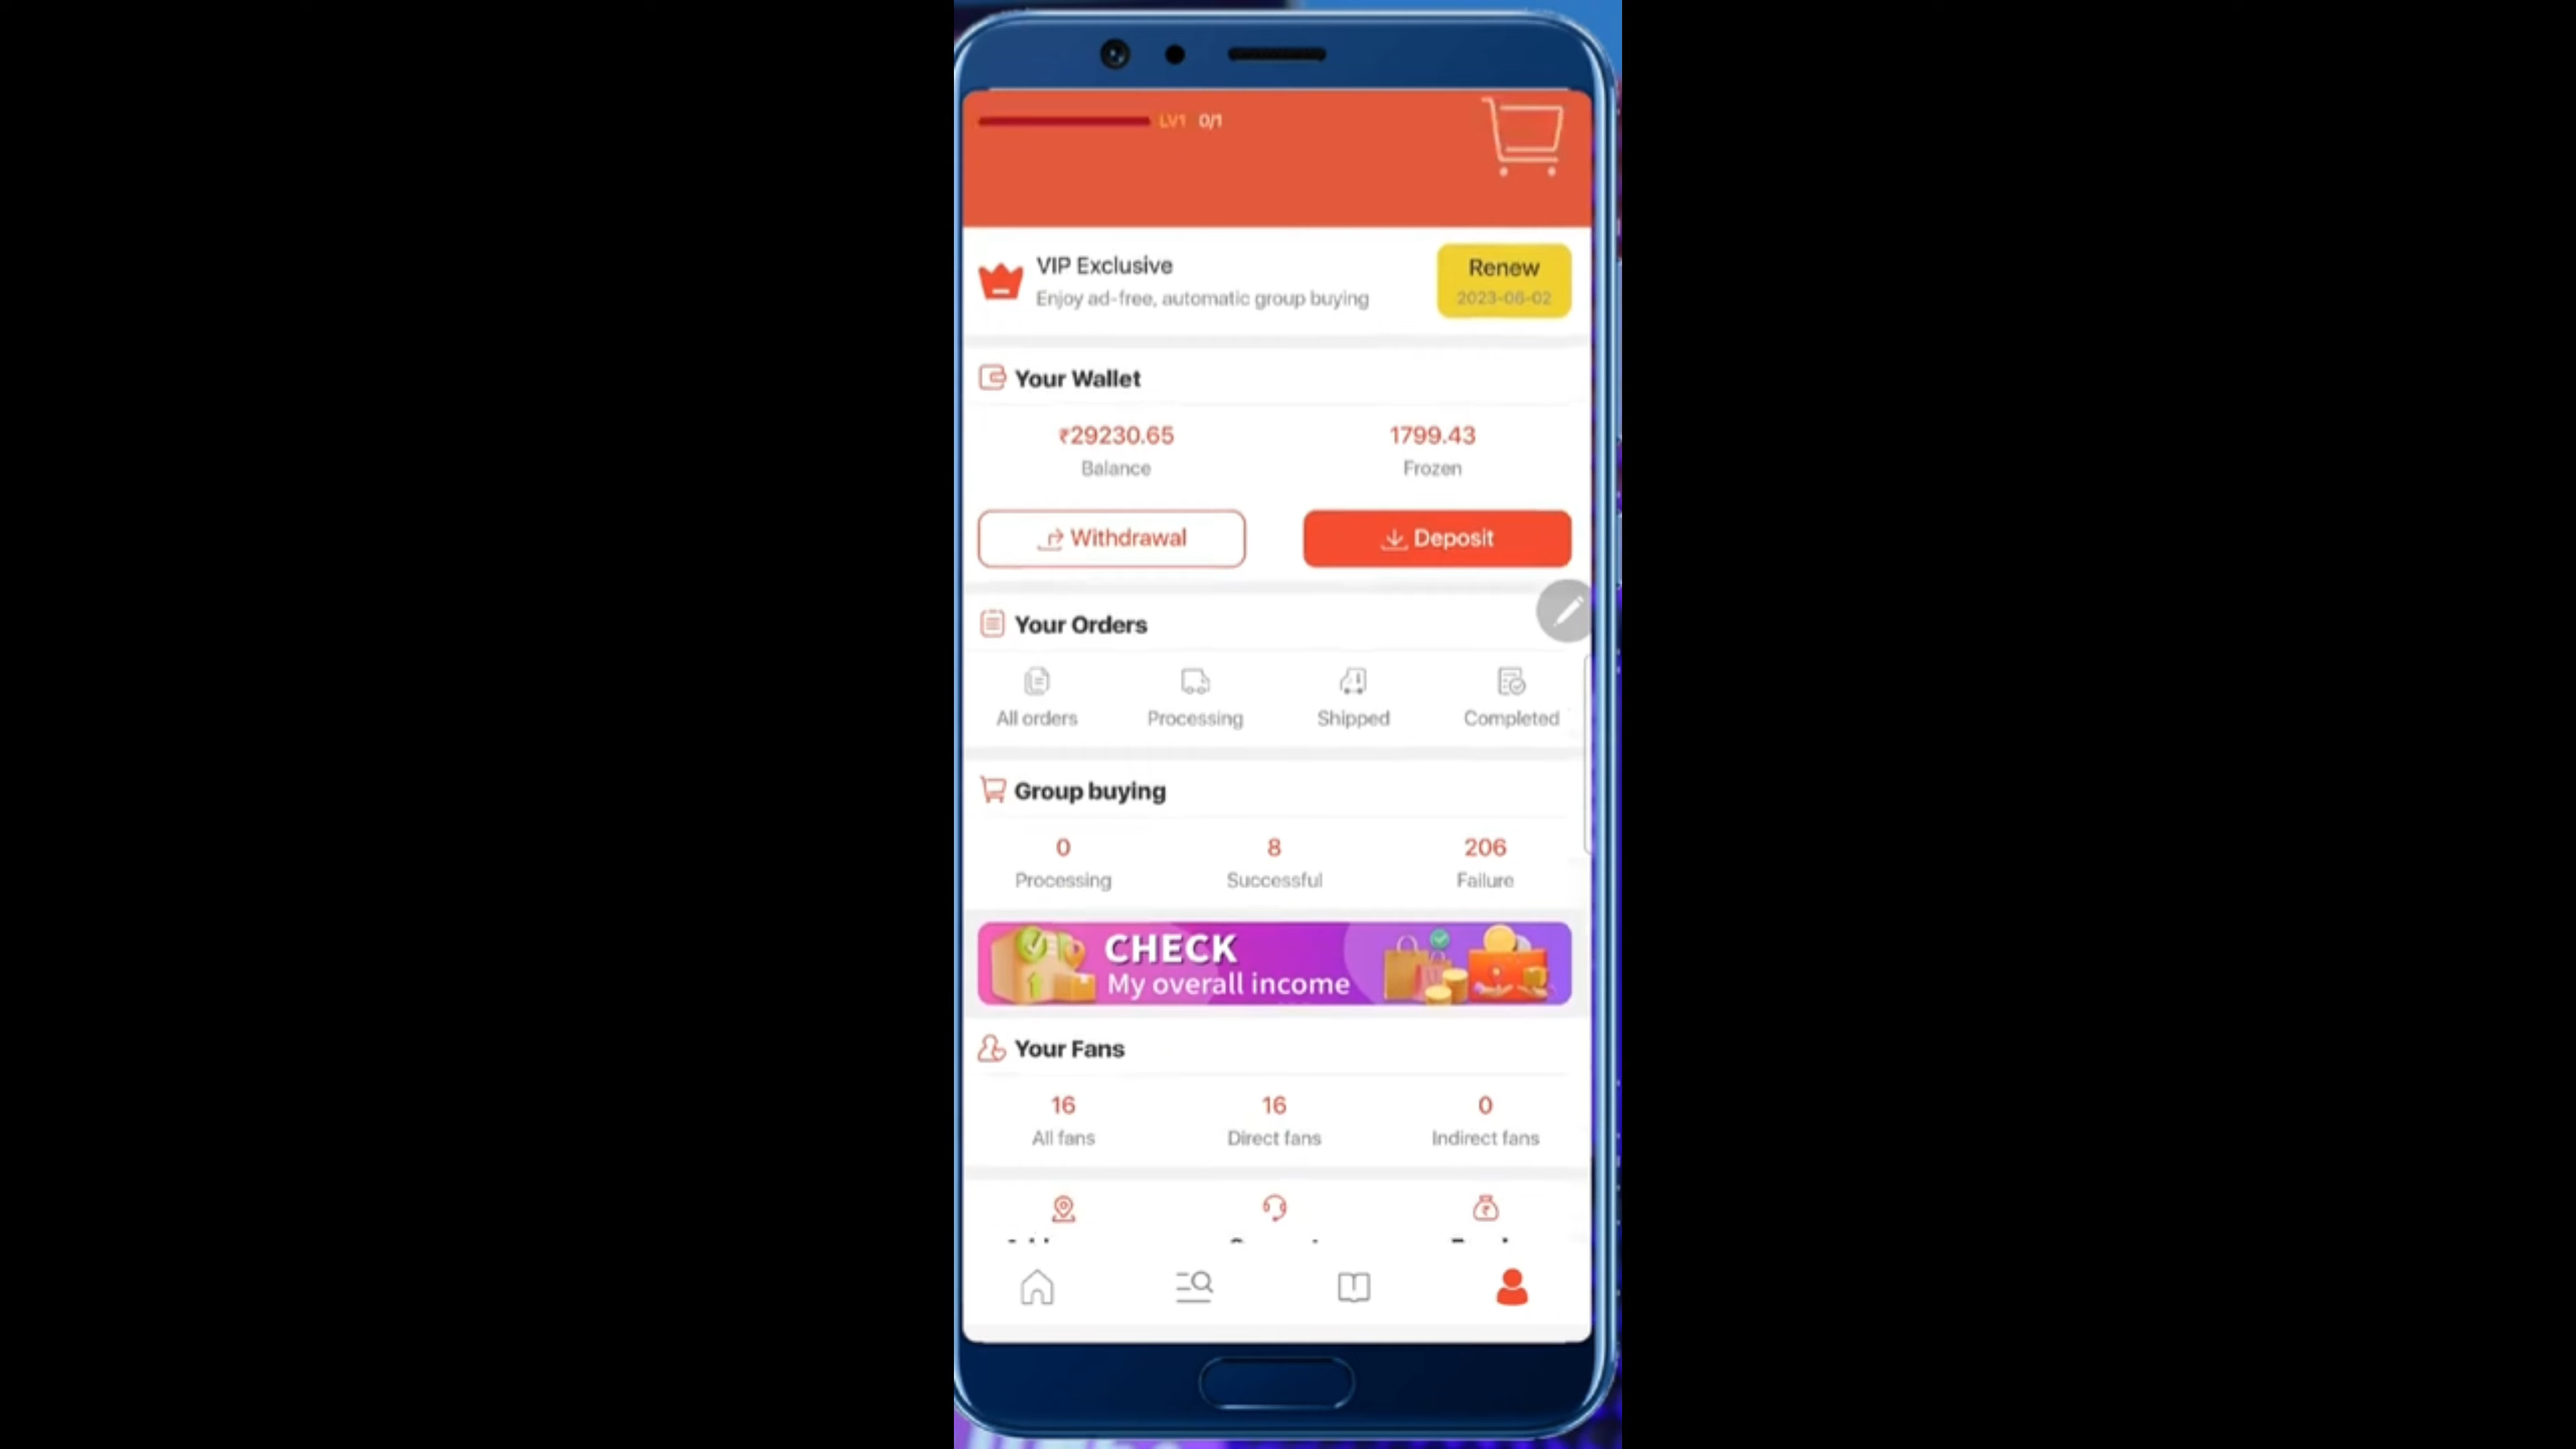 LV1 0/1
VIP Exclusive
Enjoy ad-free, automatic group buying
Renew
2023-06-02
Your Wallet
₹29230.65
Balance
1799.43
Frozen
Withdrawal
Deposit
Your Orders
All orders
Processing
Shipped
Completed
Group buying
0
Processing
8
Successful
206
Failure
CHECK
My overall income
Your Fans
16
All fans
16
Direct fans
0
Indirect fans